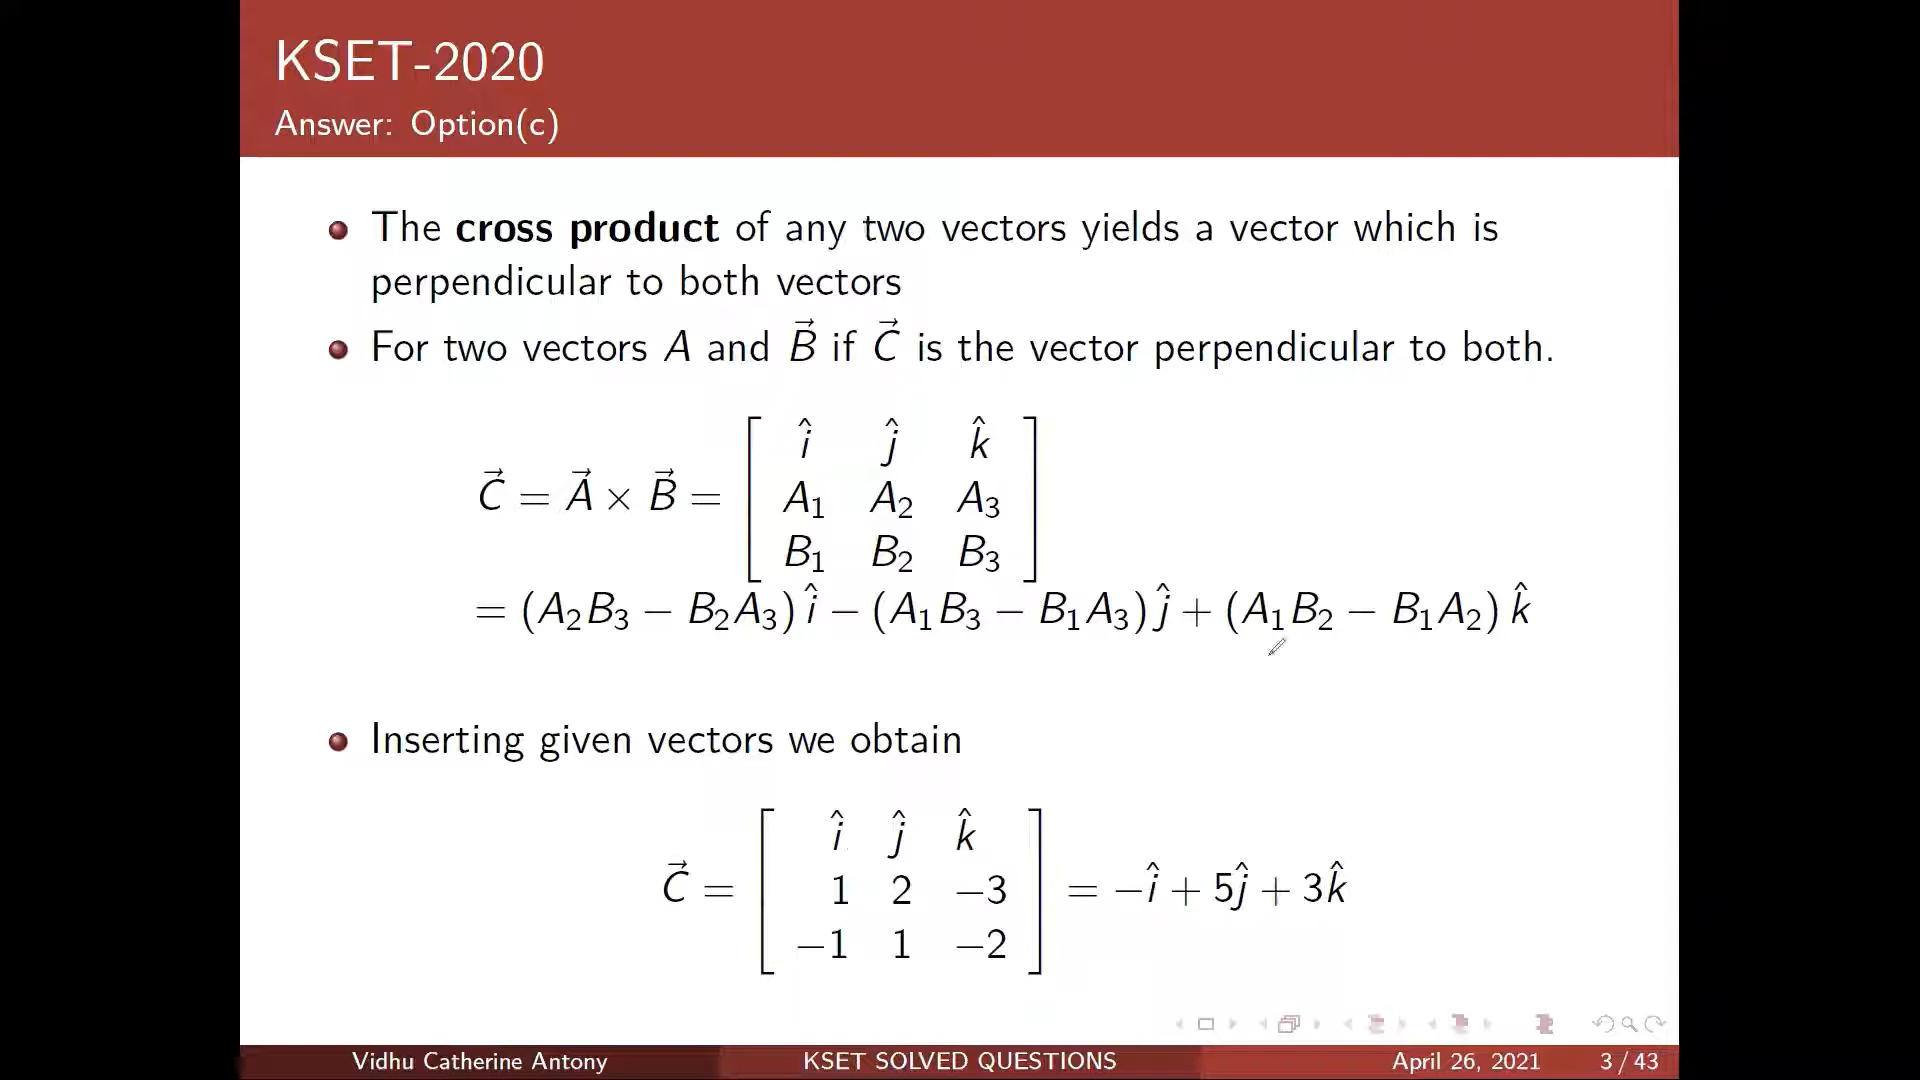 KSET-2020
Answer: Option(c)
The cross product of any two vectors yields a vector which is
perpendicular to both vectors
For two vectors A and B⃗ if C⃗ is the vector perpendicular to both.
î ĵ k̂
C⃗ = A⃗ × B⃗ = [ A₁ A₂ A₃ ]
B₁ B₂ B₃
= (A₂B₃ − B₂A₃) î − (A₁B₃ − B₁A₃) ĵ + (A₁B₂ − B₁A₂) k̂
Inserting given vectors we obtain
î ĵ k̂
C⃗ = [ 1 2 −3 ] = −î + 5ĵ + 3k̂
−1 1 −2
Vidhu Catherine Antony KSET SOLVED QUESTIONS April 26, 2021 3 / 43